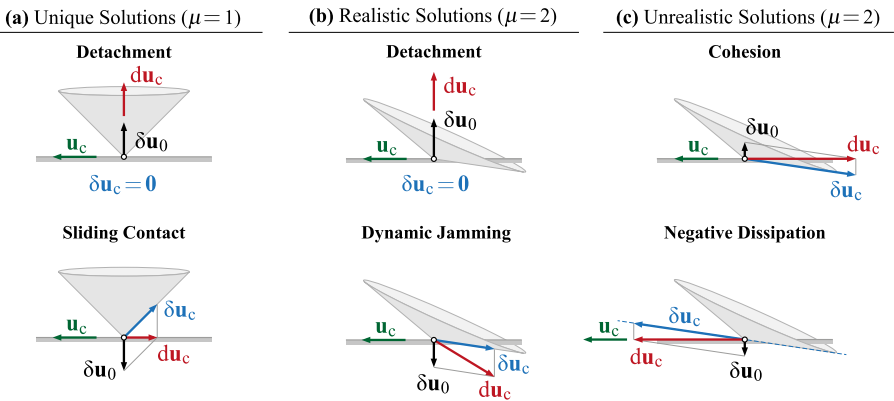 (a) Unique Solutions (μ = 1)
Detachment
du_c
δu_0
u_c
δu_c = 0
Sliding Contact
δu_c
u_c
du_c
δu_0
(b) Realistic Solutions (μ = 2)
Detachment
du_c
δu_0
u_c
δu_c = 0
Dynamic Jamming
u_c
δu_c
δu_0
du_c
(c) Unrealistic Solutions (μ = 2)
Cohesion
δu_0
u_c
du_c
δu_c
Negative Dissipation
δu_c
u_c
du_c
δu_0